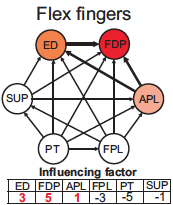 Flex fingers
ED FDP
SUP APL
PT FPL
Influencing factor
ED FDP APL FPL PT SUP
3 5 1 -3 -5 -1